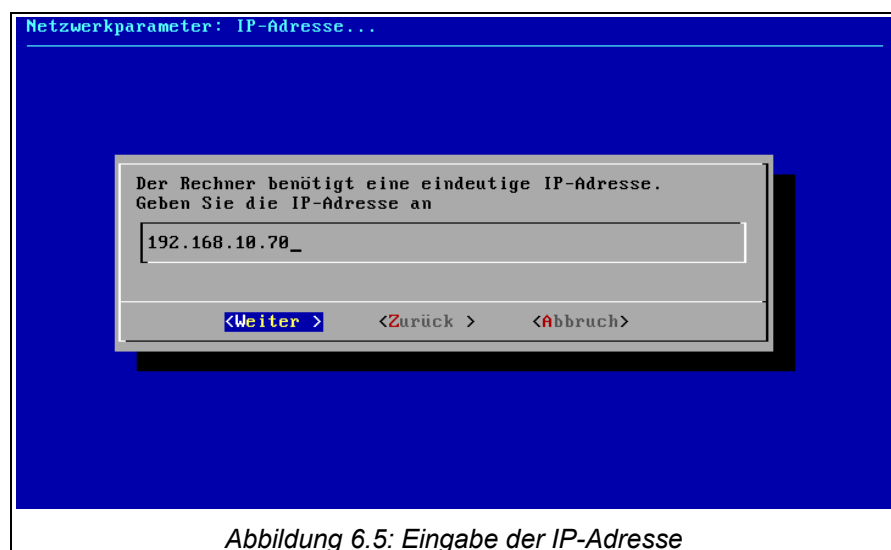 Netzwerkparameter: IP-Adresse...
Der Rechner benötigt eine eindeutige IP-Adresse.
Geben Sie die IP-Adresse an
192.168.10.70_
<Weiter > <Zurück > <Abbruch>
Abbildung 6.5: Eingabe der IP-Adresse